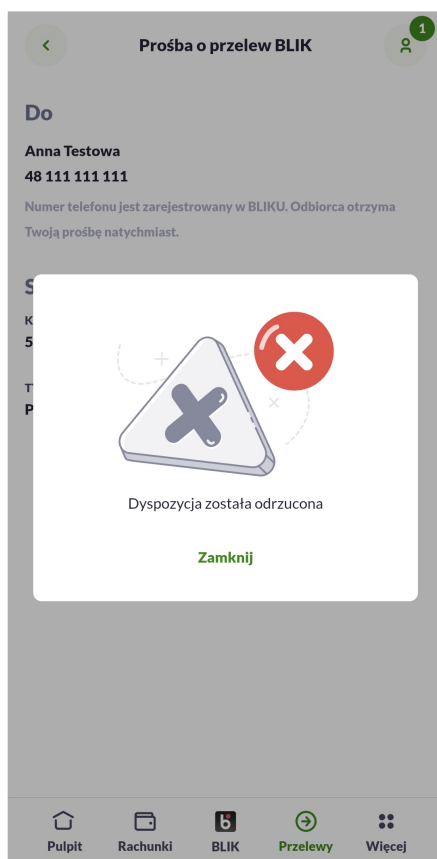 Prośba o przelew BLIK
1
Do
Anna Testowa
48 111 111 111
Numer telefonu jest zarejestrowany w BLIKU. Odbiorca otrzyma
Twoją prośbę natychmiast.
S
K
5
T
P
Dyspozycja została odrzucona
Zamknij
Pulpit
Rachunki
BLIK
Przelewy
Więcej